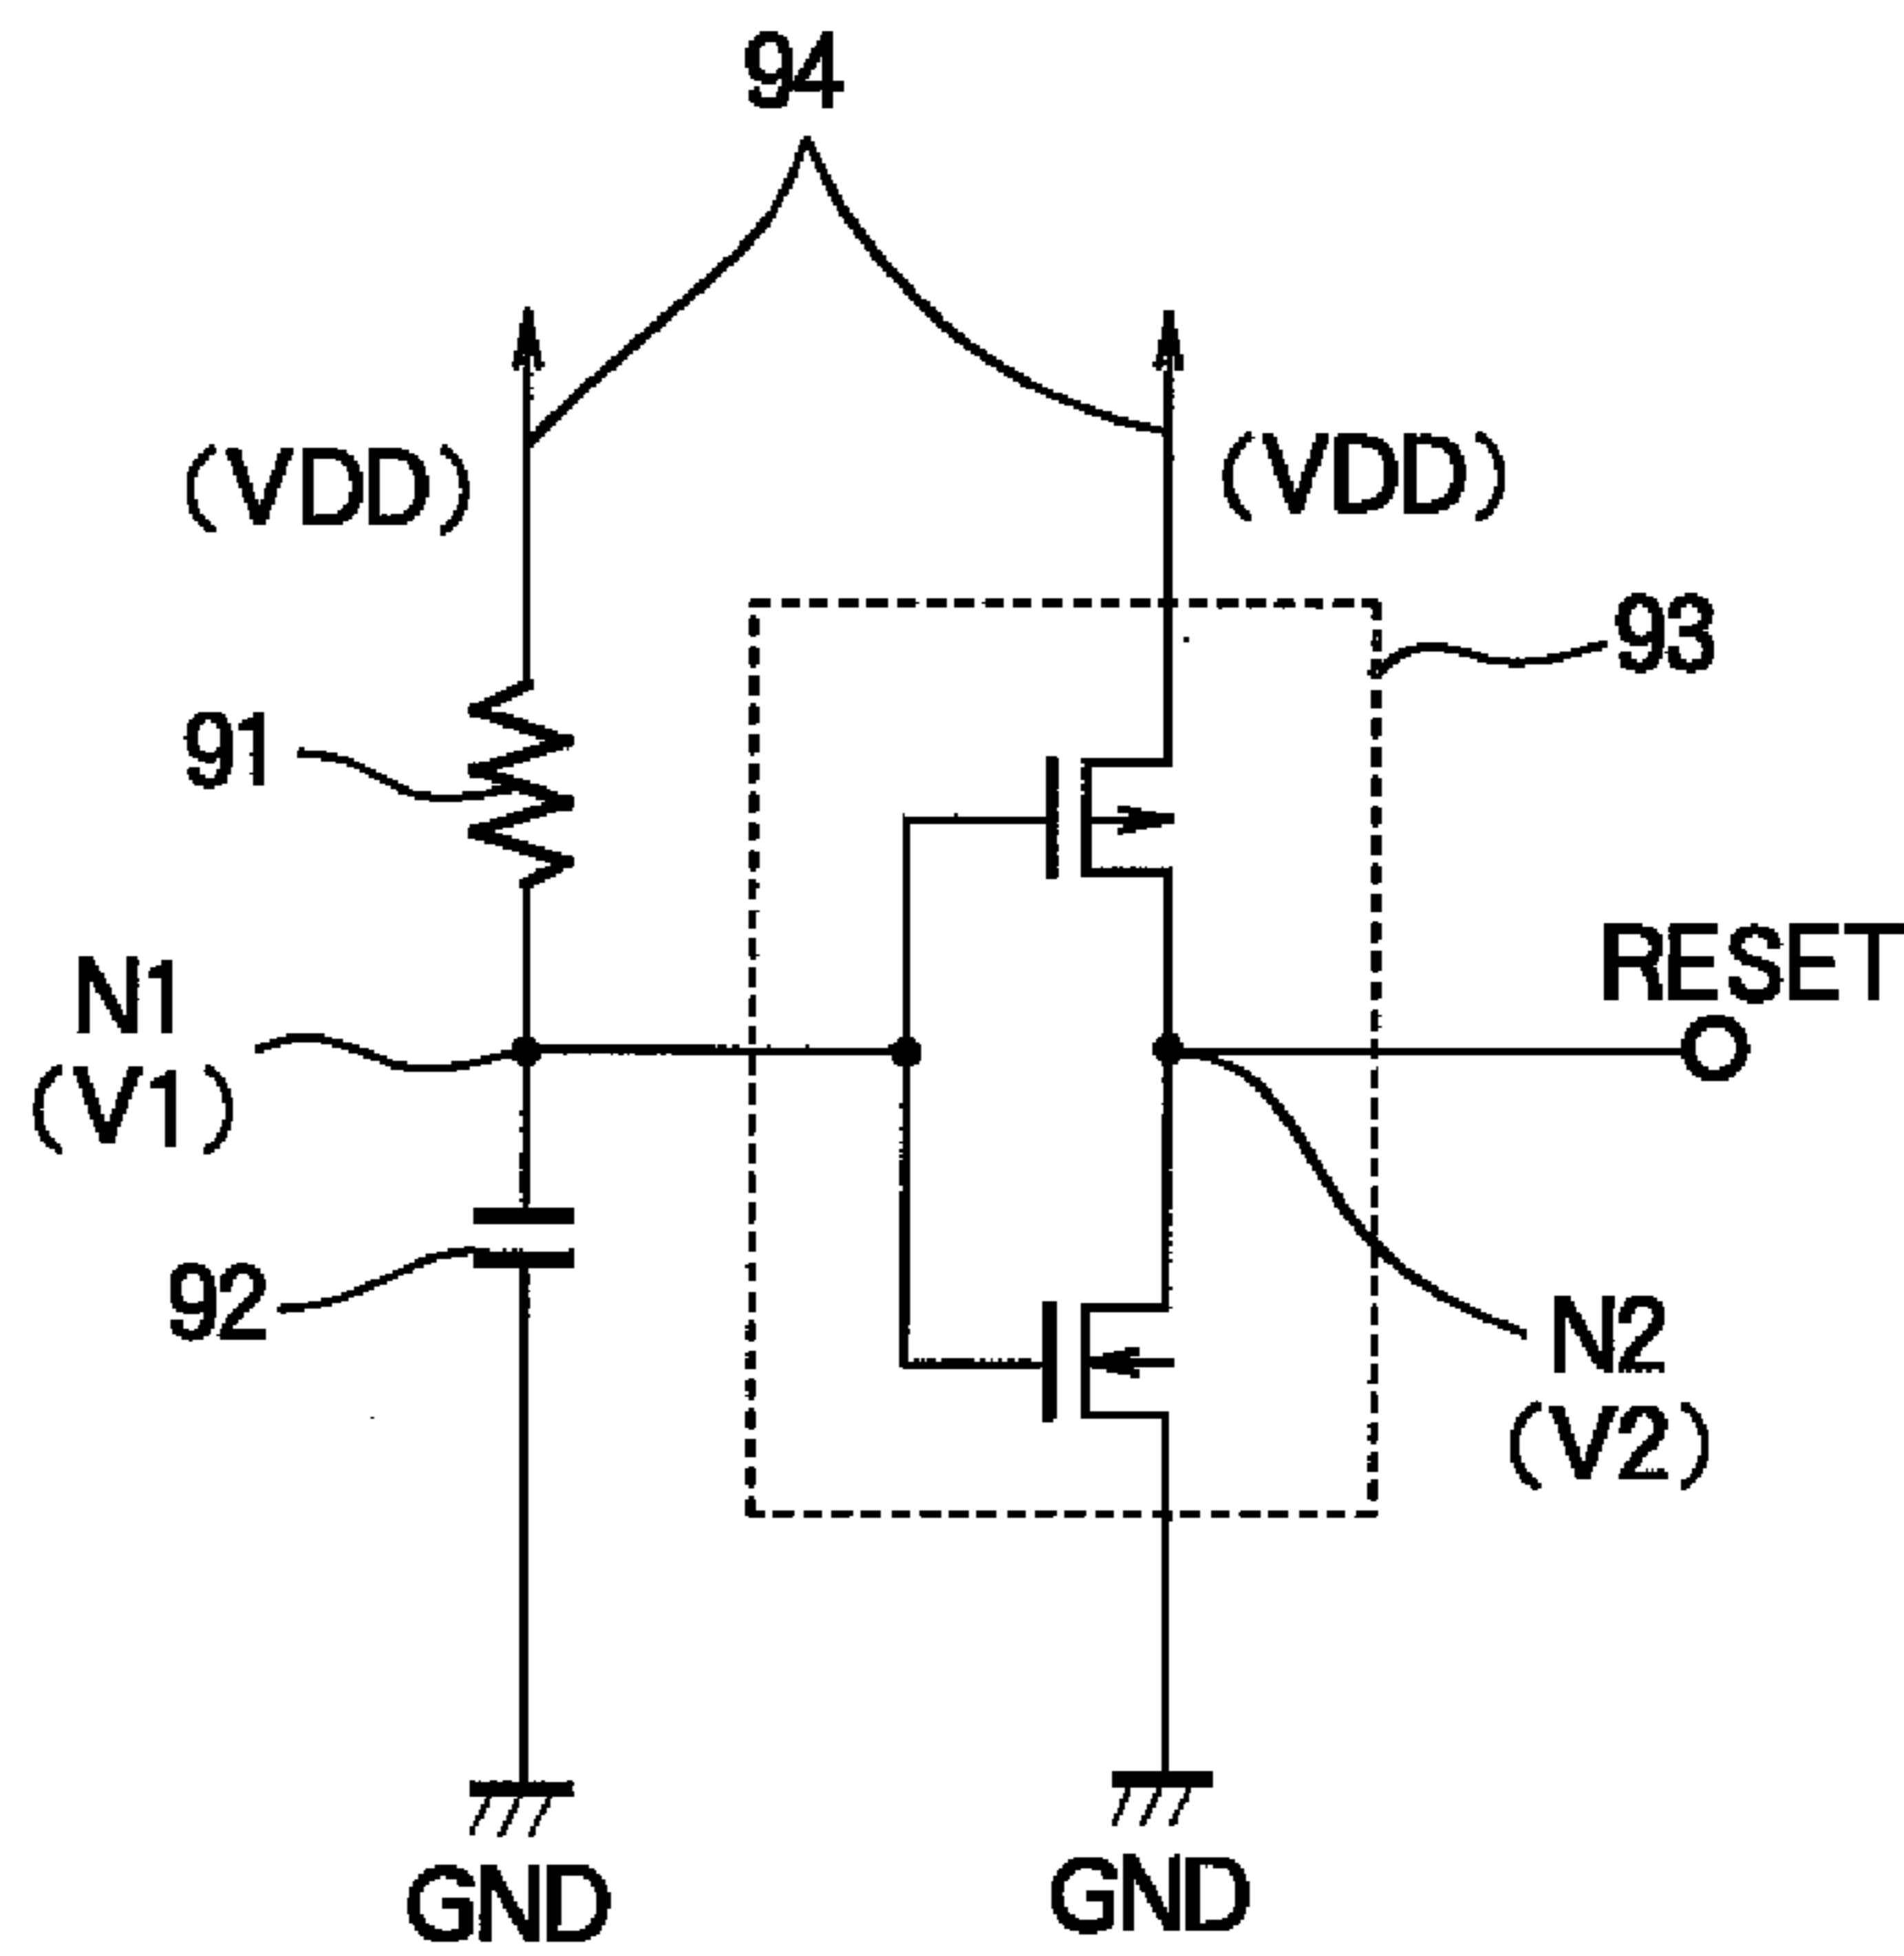 94
(VDD)
(VDD)
93
91
RESET
N1
(V1)
92
N2
(V2)
GND
GND